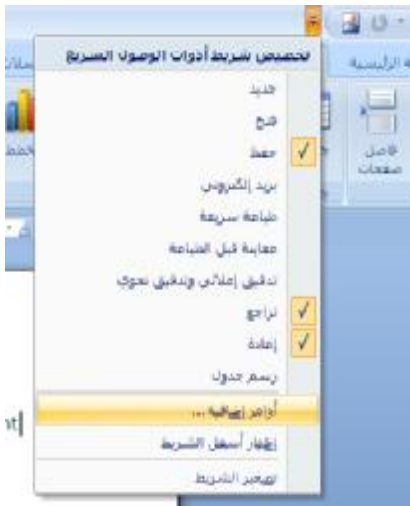 تخصيص شريط أدوات الوصول السريع
جديد
فتح
حفظ
بريد إلكتروني
طباعة سريعة
معاينة قبل الطباعة
تدقيق إملائي وتدقيق نحوي
تراجع
إعادة
رسم جدول
أوامر إضافية ...
إظهار أسفل الشريط
تصغير الشريط
الرئيسية
فاصل
صفحات
nt